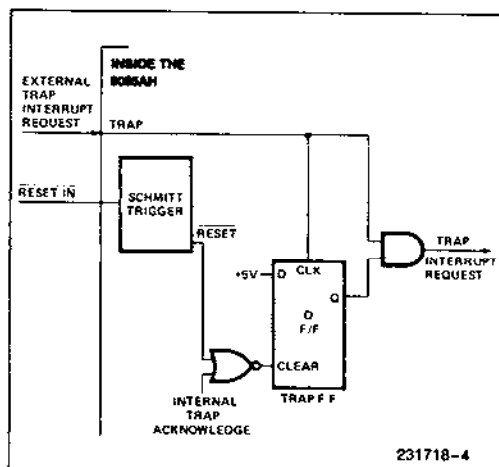 INSIDE THE
8085AH
EXTERNAL
TRAP
INTERRUPT
REQUEST
TRAP
RESET IN
SCHMITT
TRIGGER
RESET
+5V
D
CLK
Q
D
F/F
CLEAR
TRAP F F
INTERNAL
TRAP
ACKNOWLEDGE
TRAP
INTERRUPT
REQUEST
231718-4